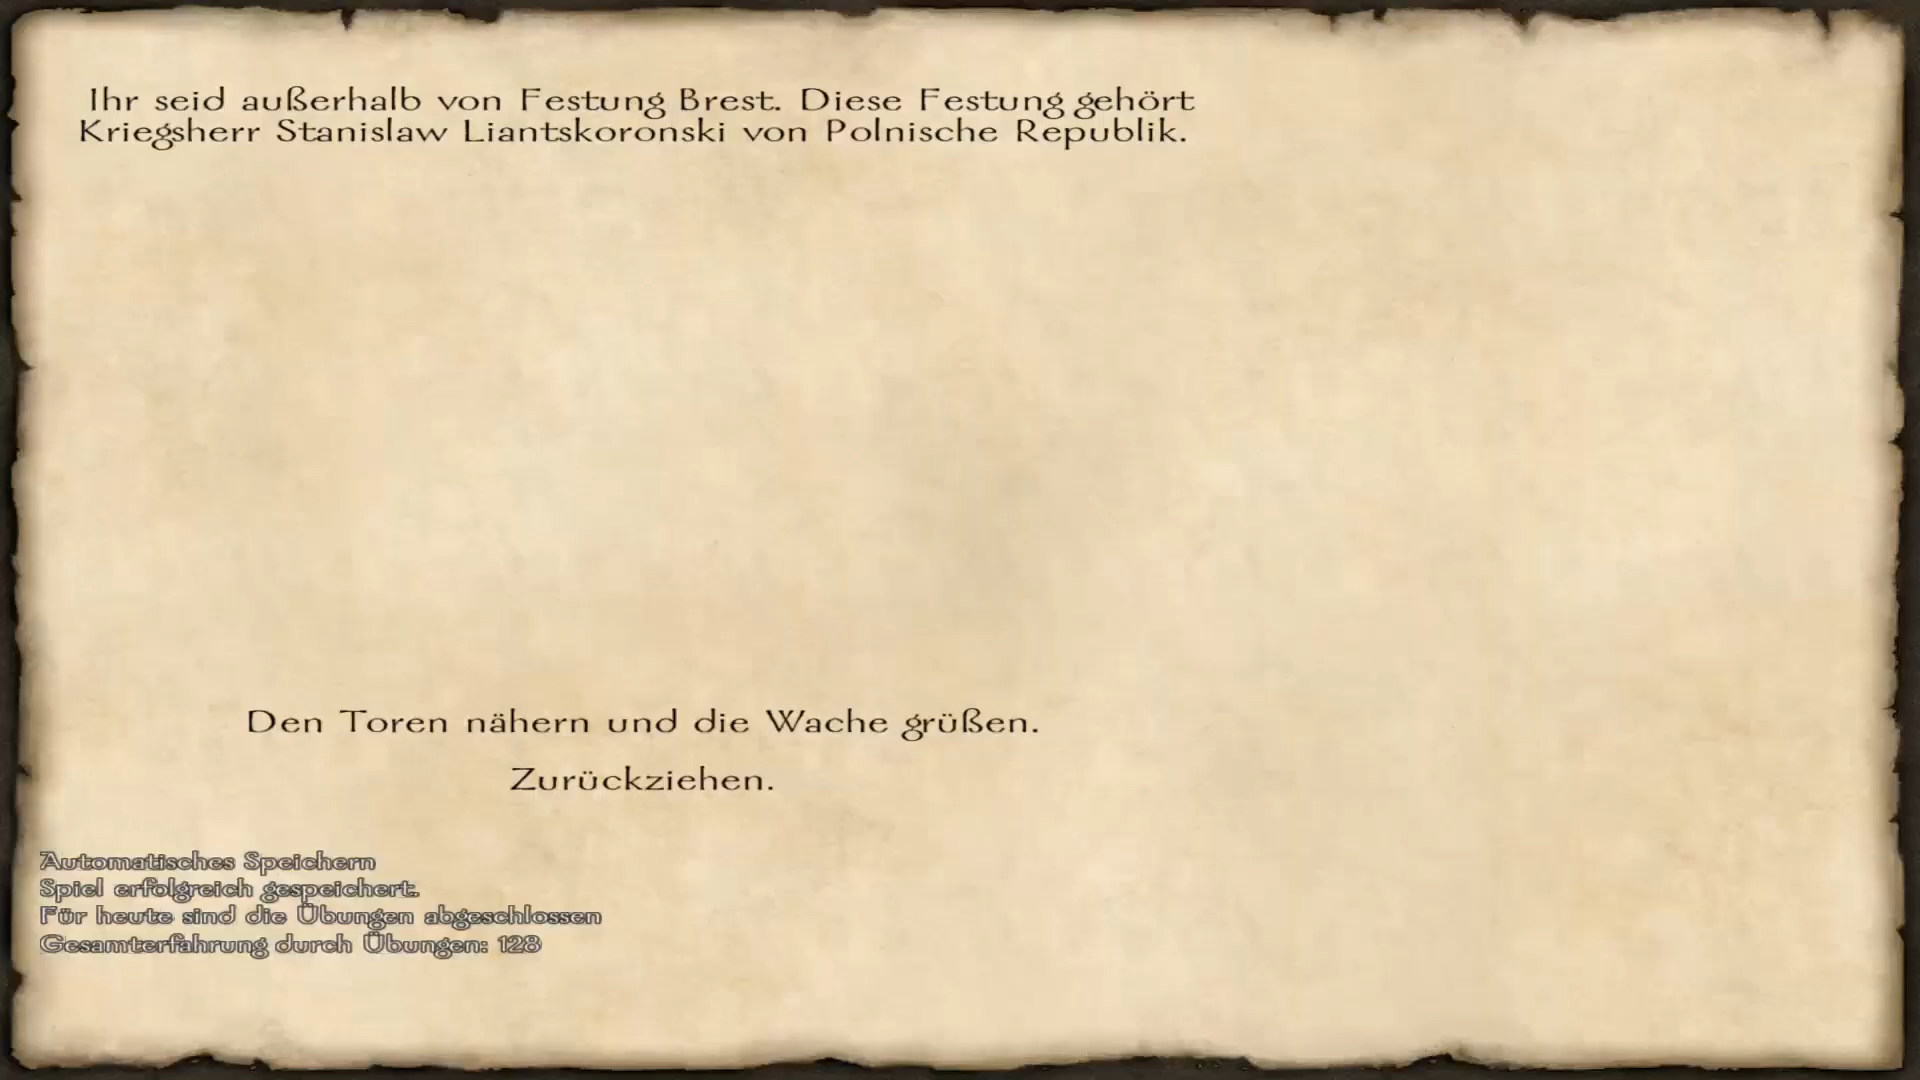 Ihr seid außerhalb von Festung Brest. Diese Festung gehört
Kriegsherr Stanislaw Liantskoronski von Polnische Republik.
Den Toren nähern und die Wache grüßen.
Zurückziehen.
Automatisches Speichern
Spiel erfolgreich gespeichert.
Für heute sind die Übungen abgeschlossen
Gesamterfahrung durch Übungen: 128